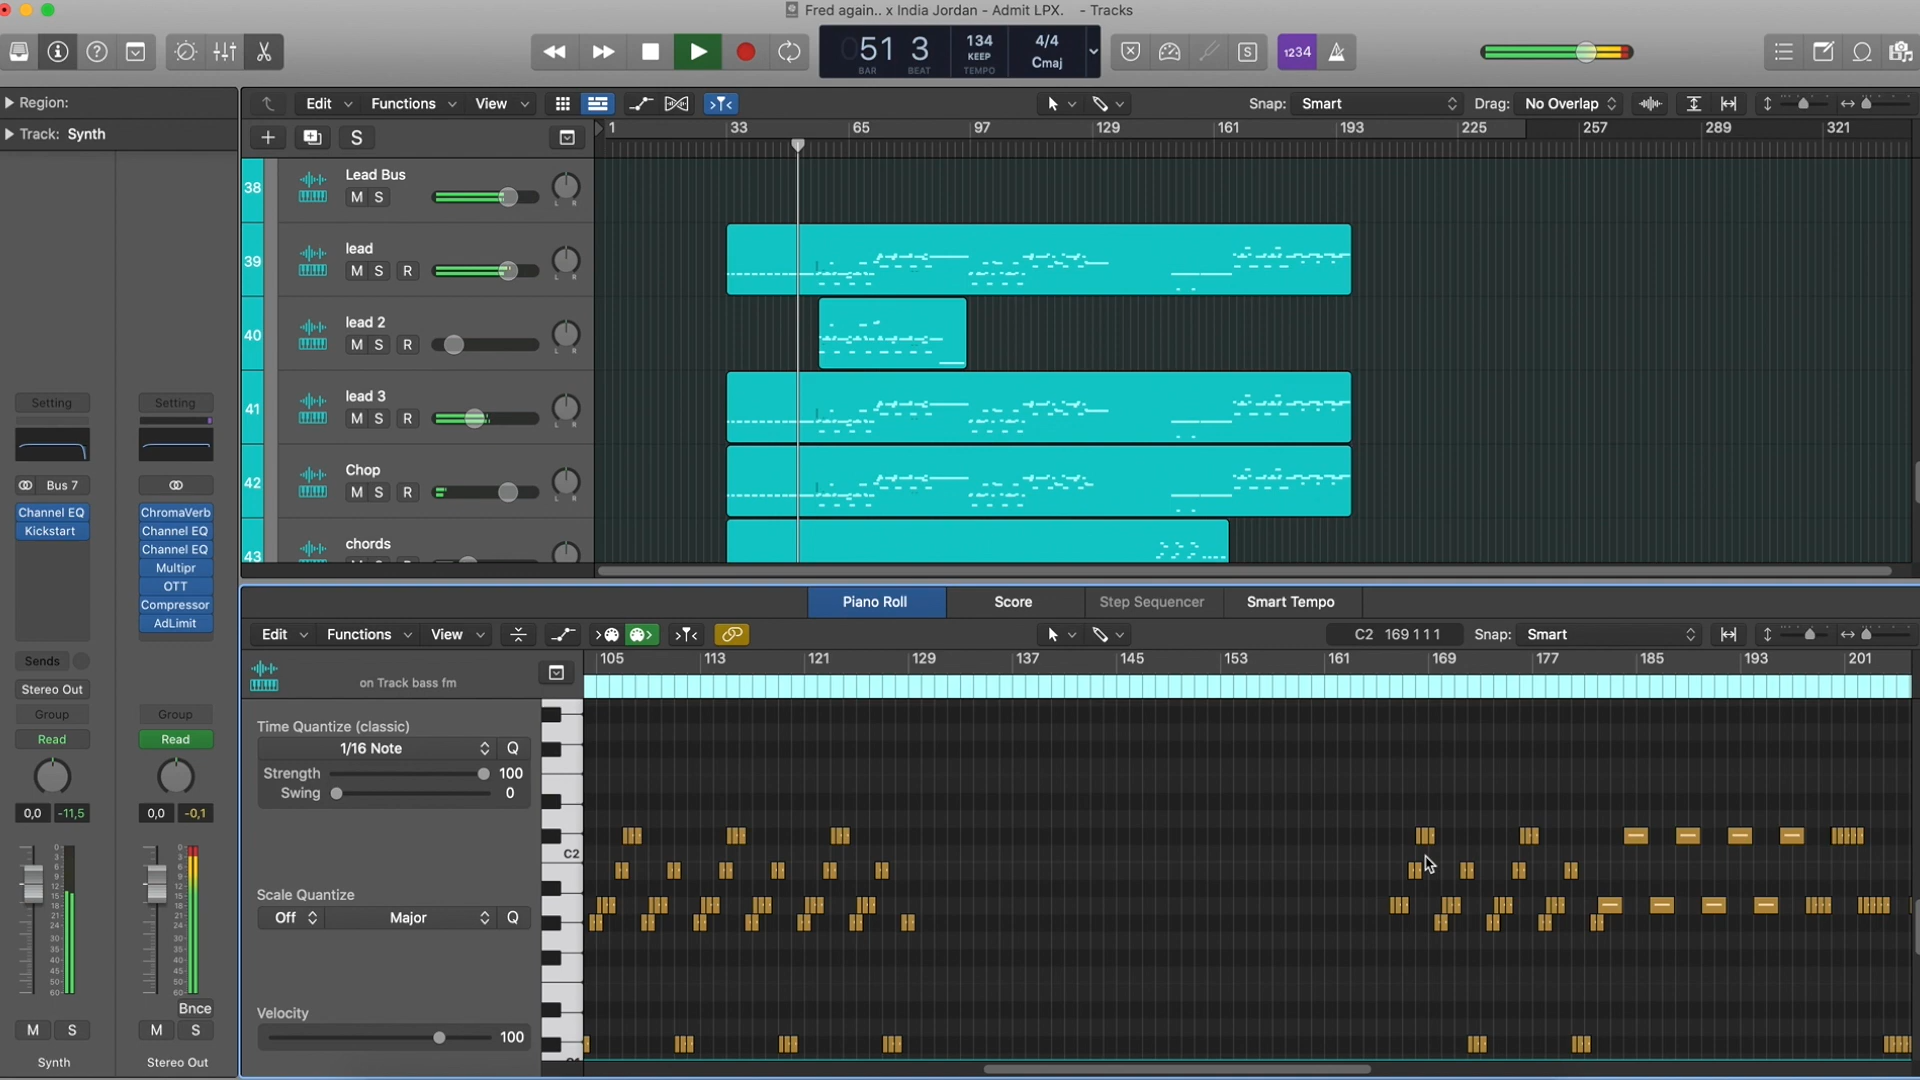 Fred again.. x India Jordan - Admit LPX. - Tracks
51 3
BAR BEAT
134
KEEP
TEMPO
4/4
Cmaj
S
1234
Region:
Edit Functions View
Snap: Smart
Drag: No Overlap
Track: Synth
S
1 33 65 97 129 161 193 225 257 289 321
38 Lead Bus
M S
L R
39 lead
M S R
L R
40 lead 2
M S R
L R
41 lead 3
M S R
L R
42 Chop
M S R
L R
43 chords
Setting Setting
Bus 7
Channel EQ ChromaVerb
Kickstart Channel EQ
Channel EQ
Multipr
OTT
Compressor
AdLimit
Sends
Stereo Out
Group Group
Read Read
0,0 -11,5 0,0 -0,1
Bnce
M S M S
Synth Stereo Out
Piano Roll Score Step Sequencer Smart Tempo
Edit Functions View
C2 169 1 1 1
Snap: Smart
105 113 121 129 137 145 153 161 169 177 185 193 201
on Track bass fm
Time Quantize (classic)
1/16 Note Q
Strength 100
Swing 0
C2
Scale Quantize
Off Major Q
Velocity
100